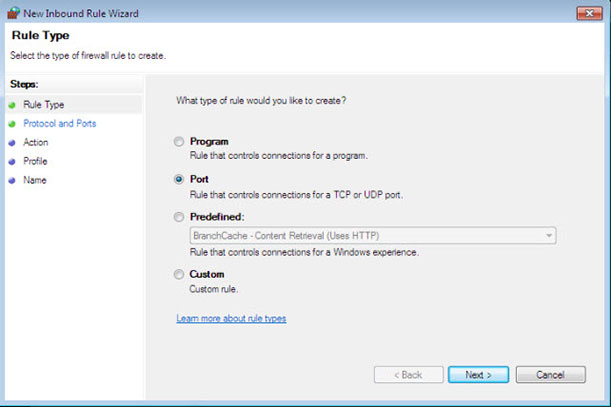 New Inbound Rule Wizard
Rule Type
Select the type of firewall rule to create.
Steps:
Rule Type
Protocol and Ports
Action
Profile
Name
What type of rule would you like to create?
Program
Rule that controls connections for a program.
Port
Rule that controls connections for a TCP or UDP port.
Predefined:
BranchCache - Content Retrieval (Uses HTTP)
Rule that controls connections for a Windows experience.
Custom
Custom rule.
Learn more about rule types
< Back
Next >
Cancel